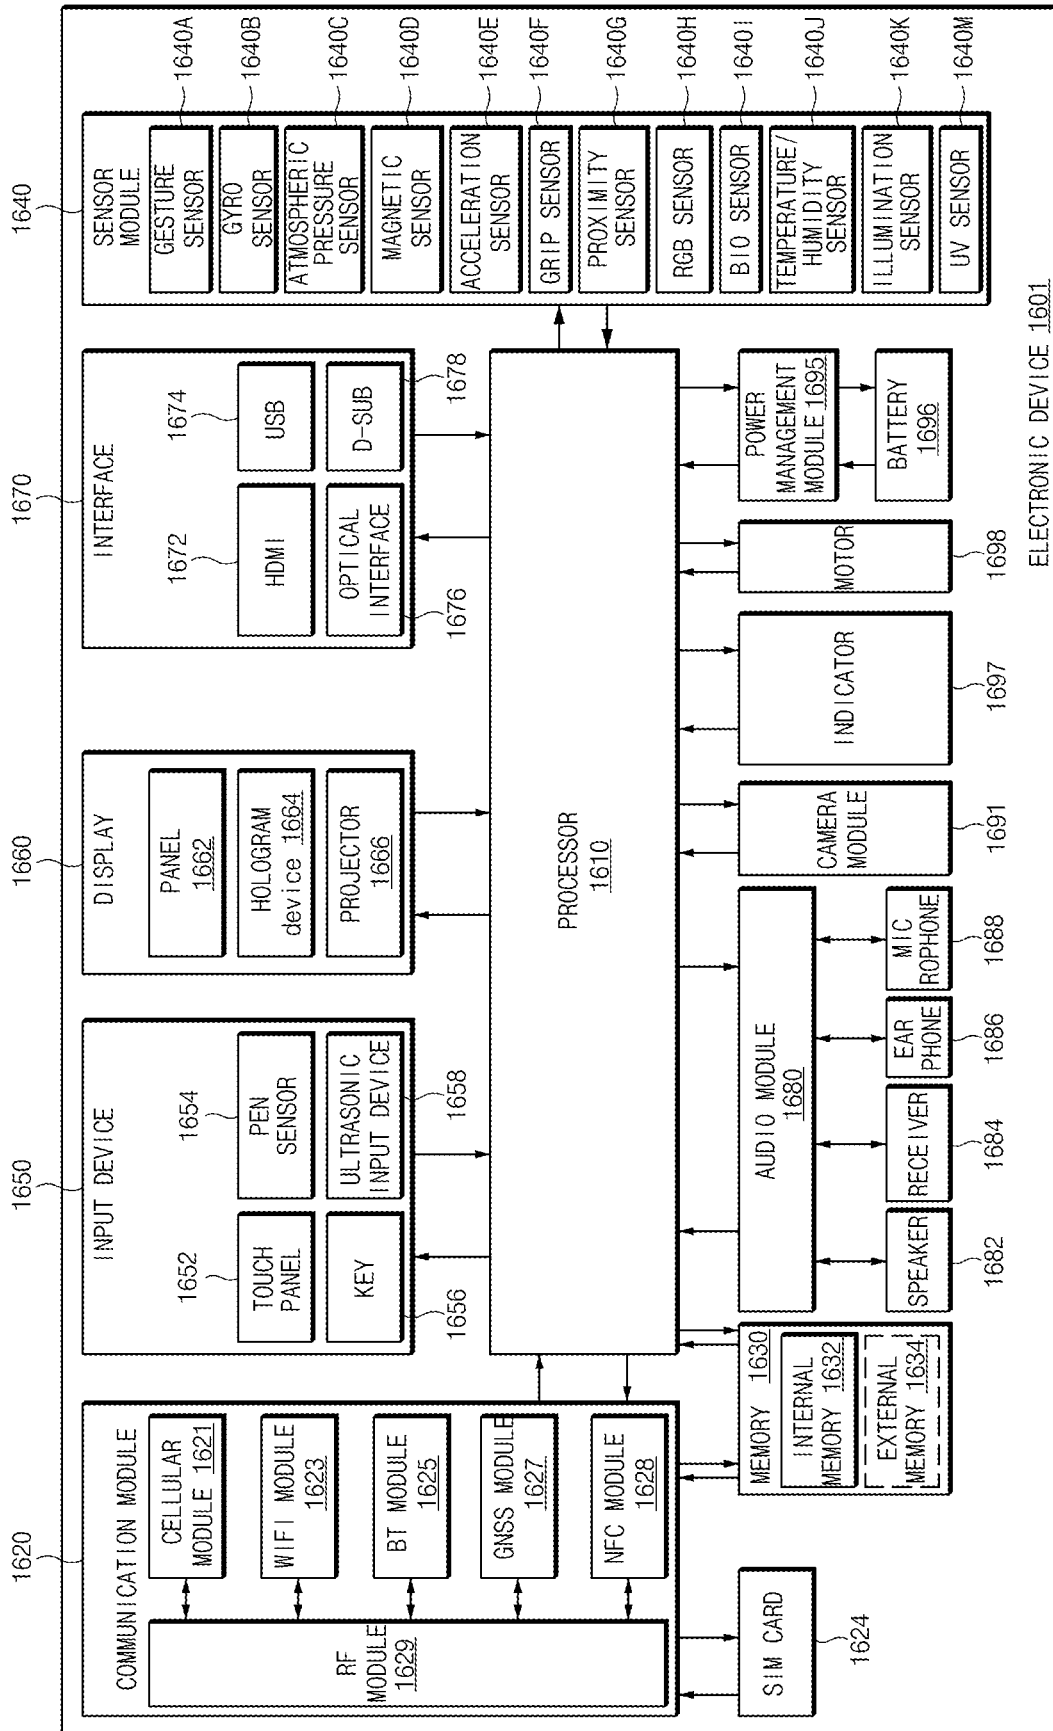 1620
COMMUNICATION MODULE
CELLULAR
MODULE 1621
WIFI MODULE
1623
BT MODULE
1625
GNSS MODULE
1627
NFC MODULE
1628
RF
MODULE
1629
SIM CARD
1624
1650
INPUT DEVICE
1652
TOUCH
PANEL
1654
PEN
SENSOR
KEY
1656
ULTRASONIC
INPUT DEVICE
1658
1660
DISPLAY
PANEL
1662
HOLOGRAM
device 1664
PROJECTOR
1666
1670
INTERFACE
1672
HDMI
1674
USB
OPTICAL
INTERFACE
1676
D-SUB
1678
1640
SENSOR
MODULE
GESTURE
SENSOR
1640A
GYRO
SENSOR
1640B
ATMOSPHERIC
PRESSURE
SENSOR
1640C
MAGNETIC
SENSOR
1640D
ACCELERATION
SENSOR
1640E
GRIP SENSOR
1640F
PROXIMITY
SENSOR
1640G
RGB SENSOR
1640H
BIO SENSOR
1640I
TEMPERATURE/
HUMIDITY
SENSOR
1640J
ILLUMINATION
SENSOR
1640K
UV SENSOR
1640M
PROCESSOR
1610
MEMORY 1630
INTERNAL
MEMORY 1632
EXTERNAL
MEMORY 1634
AUDIO MODULE
1680
SPEAKER
1682
RECEIVER
1684
EAR
PHONE
1686
MIC
ROPHONE
1688
CAMERA
MODULE
1691
INDICATOR
1697
MOTOR
1698
POWER
MANAGEMENT
MODULE 1695
BATTERY
1696
ELECTRONIC DEVICE 1601